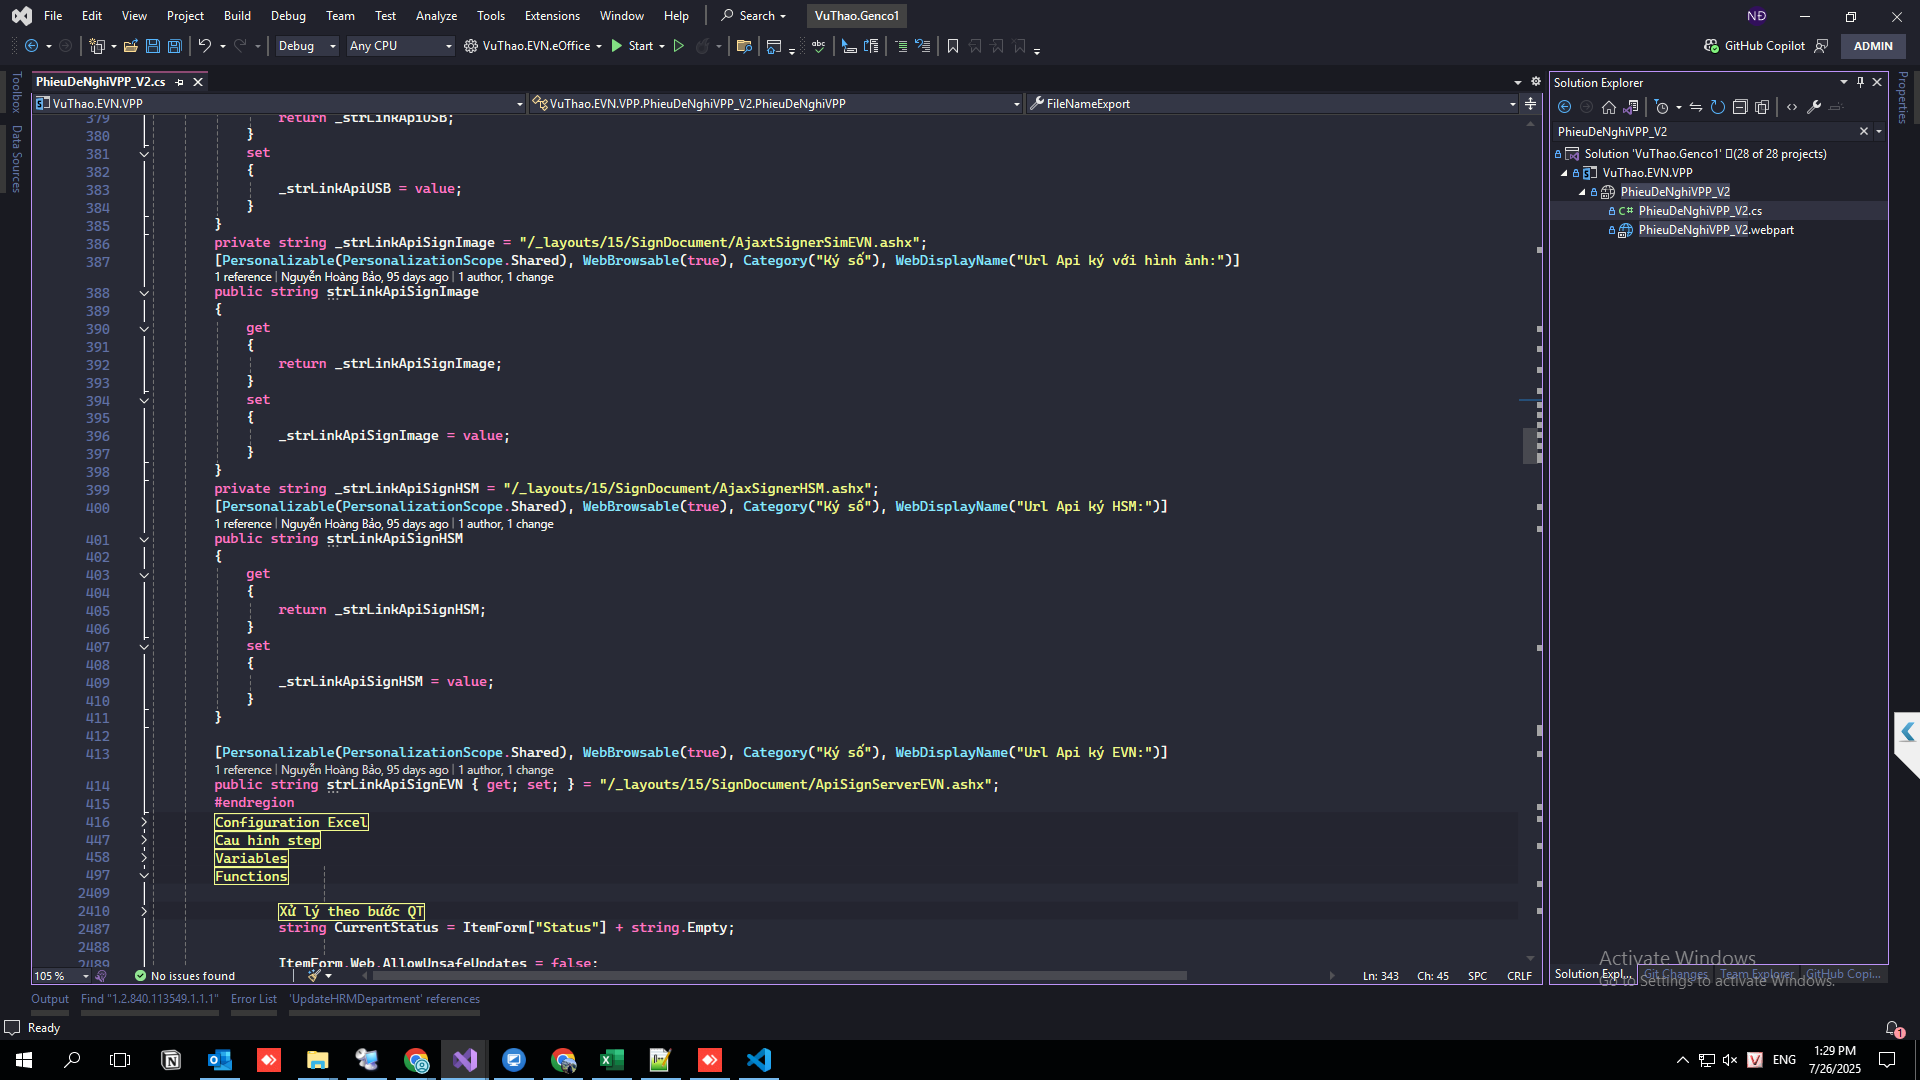 File Edit View Project Build Debug Team Test Analyze Tools Extensions Window Help Search VuThao.Genco1 NĐ
Debug Any CPU VuThao.EVN.eOffice Start GitHub Copilot ADMIN
Toolbox
Data Sources
PhieuDeNghiVPP_V2.cs
VuThao.EVN.VPP VuThao.EVN.VPP.PhieuDeNghiVPP_V2.PhieuDeNghiVPP FileNameExport
379 return _strLinkApiUSB;
380 }
381 set
382 {
383 _strLinkApiUSB = value;
384 }
385 }
386 private string _strLinkApiSignImage = "/_layouts/15/SignDocument/AjaxtSignerSimEVN.ashx";
387 [Personalizable(PersonalizationScope.Shared), WebBrowsable(true), Category("Ký số"), WebDisplayName("Url Api ký với hình ảnh:")]
1 reference | Nguyễn Hoàng Bảo, 95 days ago | 1 author, 1 change
388 public string strLinkApiSignImage
389 {
390 get
391 {
392 return _strLinkApiSignImage;
393 }
394 set
395 {
396 _strLinkApiSignImage = value;
397 }
398 }
399 private string _strLinkApiSignHSM = "/_layouts/15/SignDocument/AjaxSignerHSM.ashx";
400 [Personalizable(PersonalizationScope.Shared), WebBrowsable(true), Category("Ký số"), WebDisplayName("Url Api ký HSM:")]
1 reference | Nguyễn Hoàng Bảo, 95 days ago | 1 author, 1 change
401 public string strLinkApiSignHSM
402 {
403 get
404 {
405 return _strLinkApiSignHSM;
406 }
407 set
408 {
409 _strLinkApiSignHSM = value;
410 }
411 }
412
413 [Personalizable(PersonalizationScope.Shared), WebBrowsable(true), Category("Ký số"), WebDisplayName("Url Api ký EVN:")]
1 reference | Nguyễn Hoàng Bảo, 95 days ago | 1 author, 1 change
414 public string strLinkApiSignEVN { get; set; } = "/_layouts/15/SignDocument/ApiSignServerEVN.ashx";
415 #endregion
416 Configuration Excel
447 Cau hinh step
458 Variables
497 Functions
2409
2410 Xử lý theo bước QT
2487 string CurrentStatus = ItemForm["Status"] + string.Empty;
2488
2489 ItemForm.Web.AllowUnsafeUpdates = false;
105 % No issues found Ln: 343 Ch: 45 SPC CRLF
Output Find "1.2.840.113549.1.1.1" Error List 'UpdateHRMDepartment' references
Ready
Solution Explorer
PhieuDeNghiVPP_V2
Solution 'VuThao.Genco1' (28 of 28 projects)
VuThao.EVN.VPP
PhieuDeNghiVPP_V2
C# PhieuDeNghiVPP_V2.cs
PhieuDeNghiVPP_V2.webpart
Solution Expl... Git Changes Team Explorer GitHub Copi...
Properties
Activate Windows
Go to Settings to activate Windows.
1
ENG
1:29 PM
7/26/2025